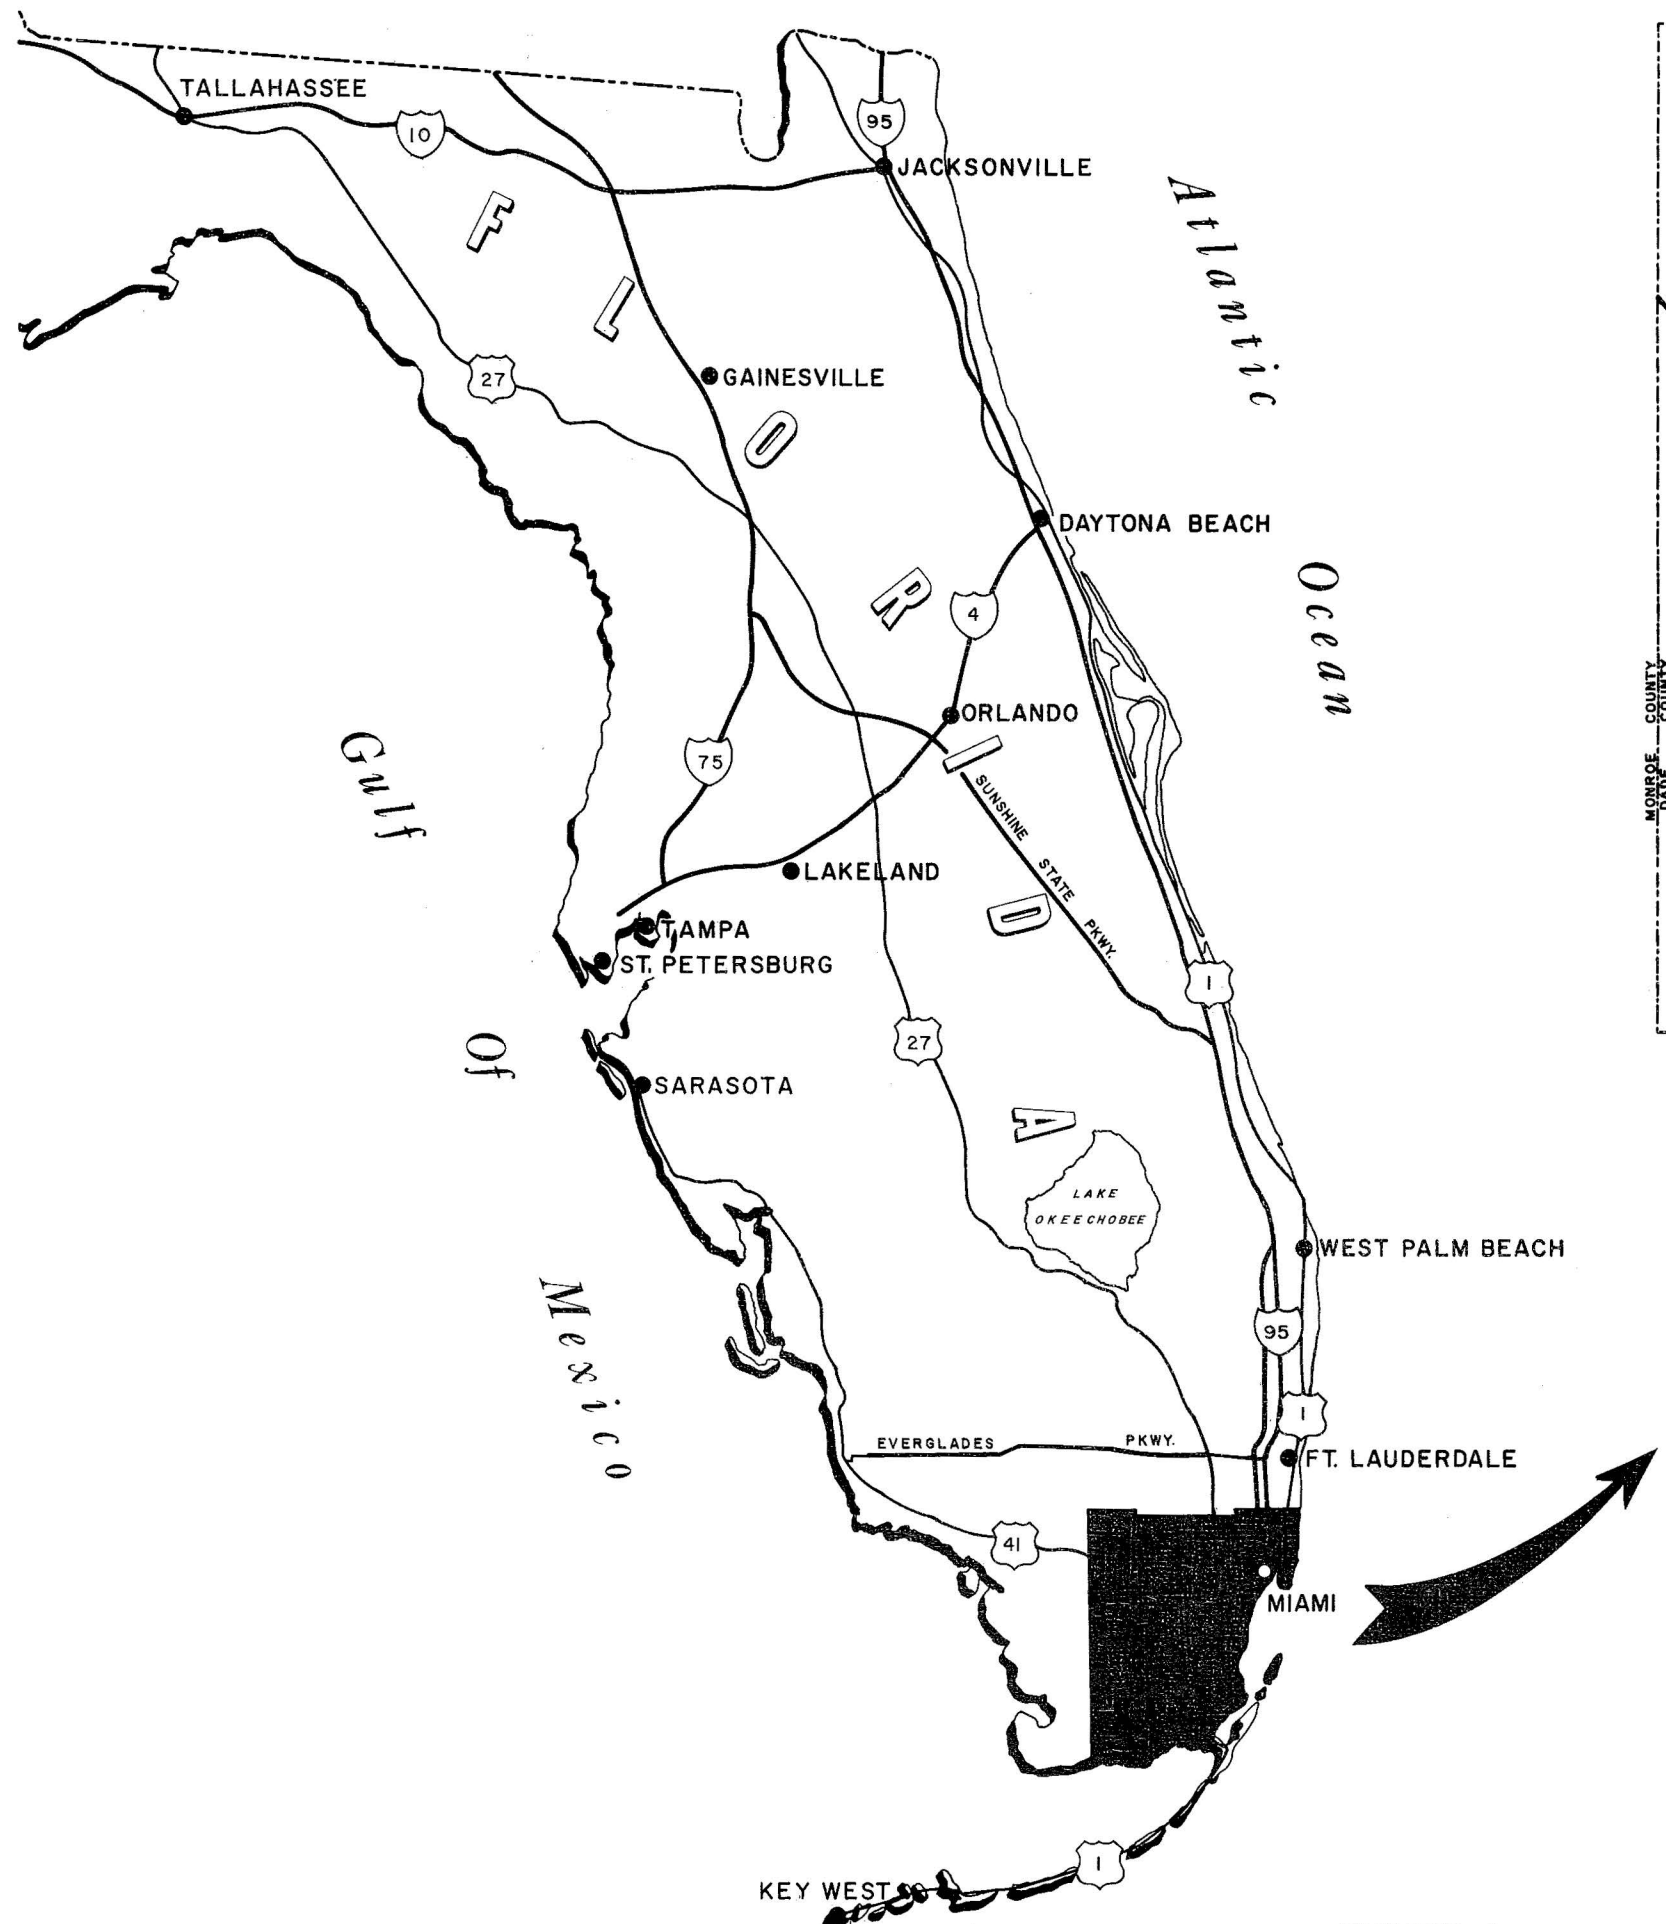 TALLAHASSEE
10
95
JACKSONVILLE
FLORIDA
Atlantic
Ocean
27
GAINESVILLE
DAYTONA BEACH
4
ORLANDO
75
Gulf
Of
Mexico
SUNSHINE STATE PKWY.
LAKELAND
TAMPA
ST. PETERSBURG
1
27
SARASOTA
LAKE
OKEECHOBEE
WEST PALM BEACH
95
1
EVERGLADES PKWY.
FT. LAUDERDALE
41
MIAMI
1
KEY WEST
MONROE COUNTY
DADE COUNTY